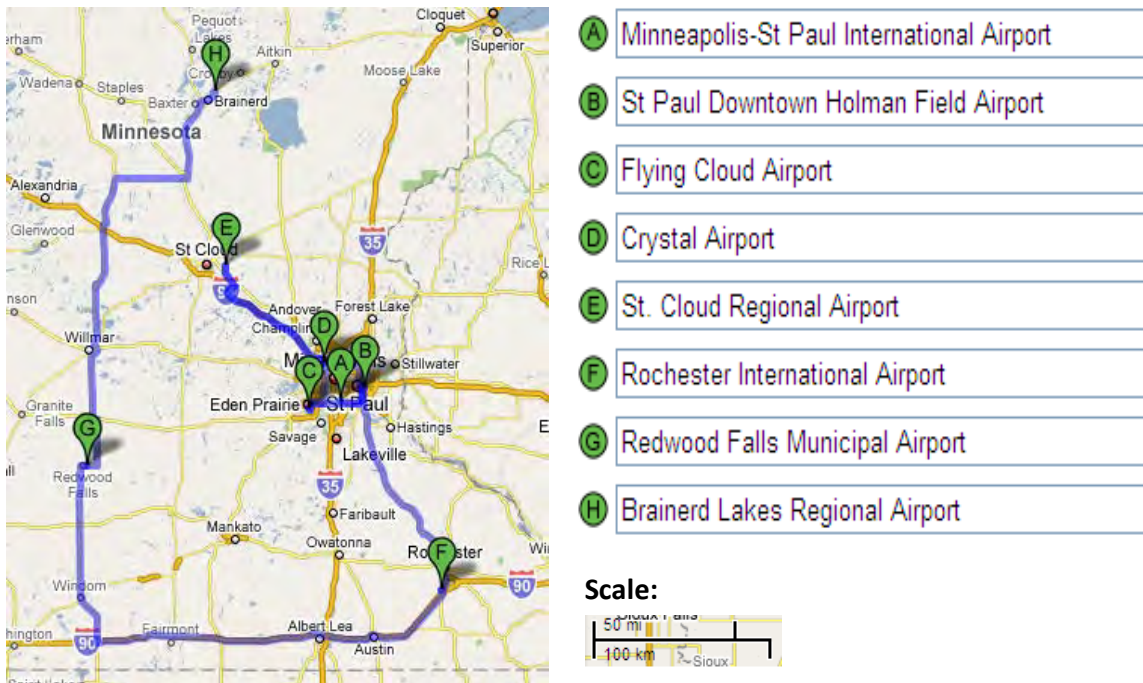 Pequot
Lakes
Cloquet
Superior
erham
H
Aitkin
Wadena
Staples
Moose Lake
Baxter
Brainerd
Minnesota
Alexandria
Glenwood
E
St Cloud
35
Rice L
nson
Andover
Forest Lake
Champlin
D
Willmar
B
Stillwater
C
A
Eden Prairie
St Paul
Granite
Falls
Hastings
E
Savage
G
Lakeville
Redwood
Falls
35
Faribault
Mankato
Owatonna
F
90
Windom
Fairmont
Albert Lea
Austin
hington
90
A Minneapolis-St Paul International Airport
B St Paul Downtown Holman Field Airport
C Flying Cloud Airport
D Crystal Airport
E St. Cloud Regional Airport
F Rochester International Airport
G Redwood Falls Municipal Airport
H Brainerd Lakes Regional Airport
Scale:
50 mi
100 km
Sioux